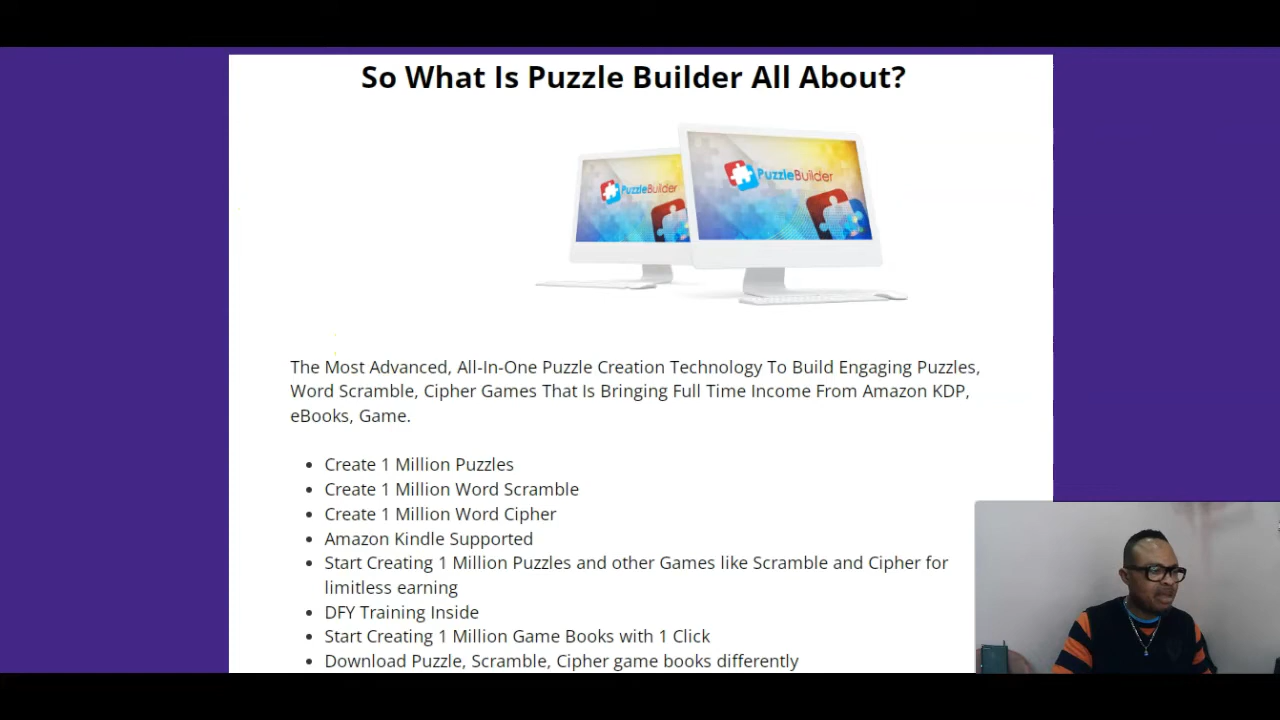 So What Is Puzzle Builder All About?
PuzzleBuilder
PuzzleBuilder
The Most Advanced, All-In-One Puzzle Creation Technology To Build Engaging Puzzles,
Word Scramble, Cipher Games That Is Bringing Full Time Income From Amazon KDP,
eBooks, Game.
Create 1 Million Puzzles
Create 1 Million Word Scramble
Create 1 Million Word Cipher
Amazon Kindle Supported
Start Creating 1 Million Puzzles and other Games like Scramble and Cipher for
limitless earning
DFY Training Inside
Start Creating 1 Million Game Books with 1 Click
Download Puzzle, Scramble, Cipher game books differently